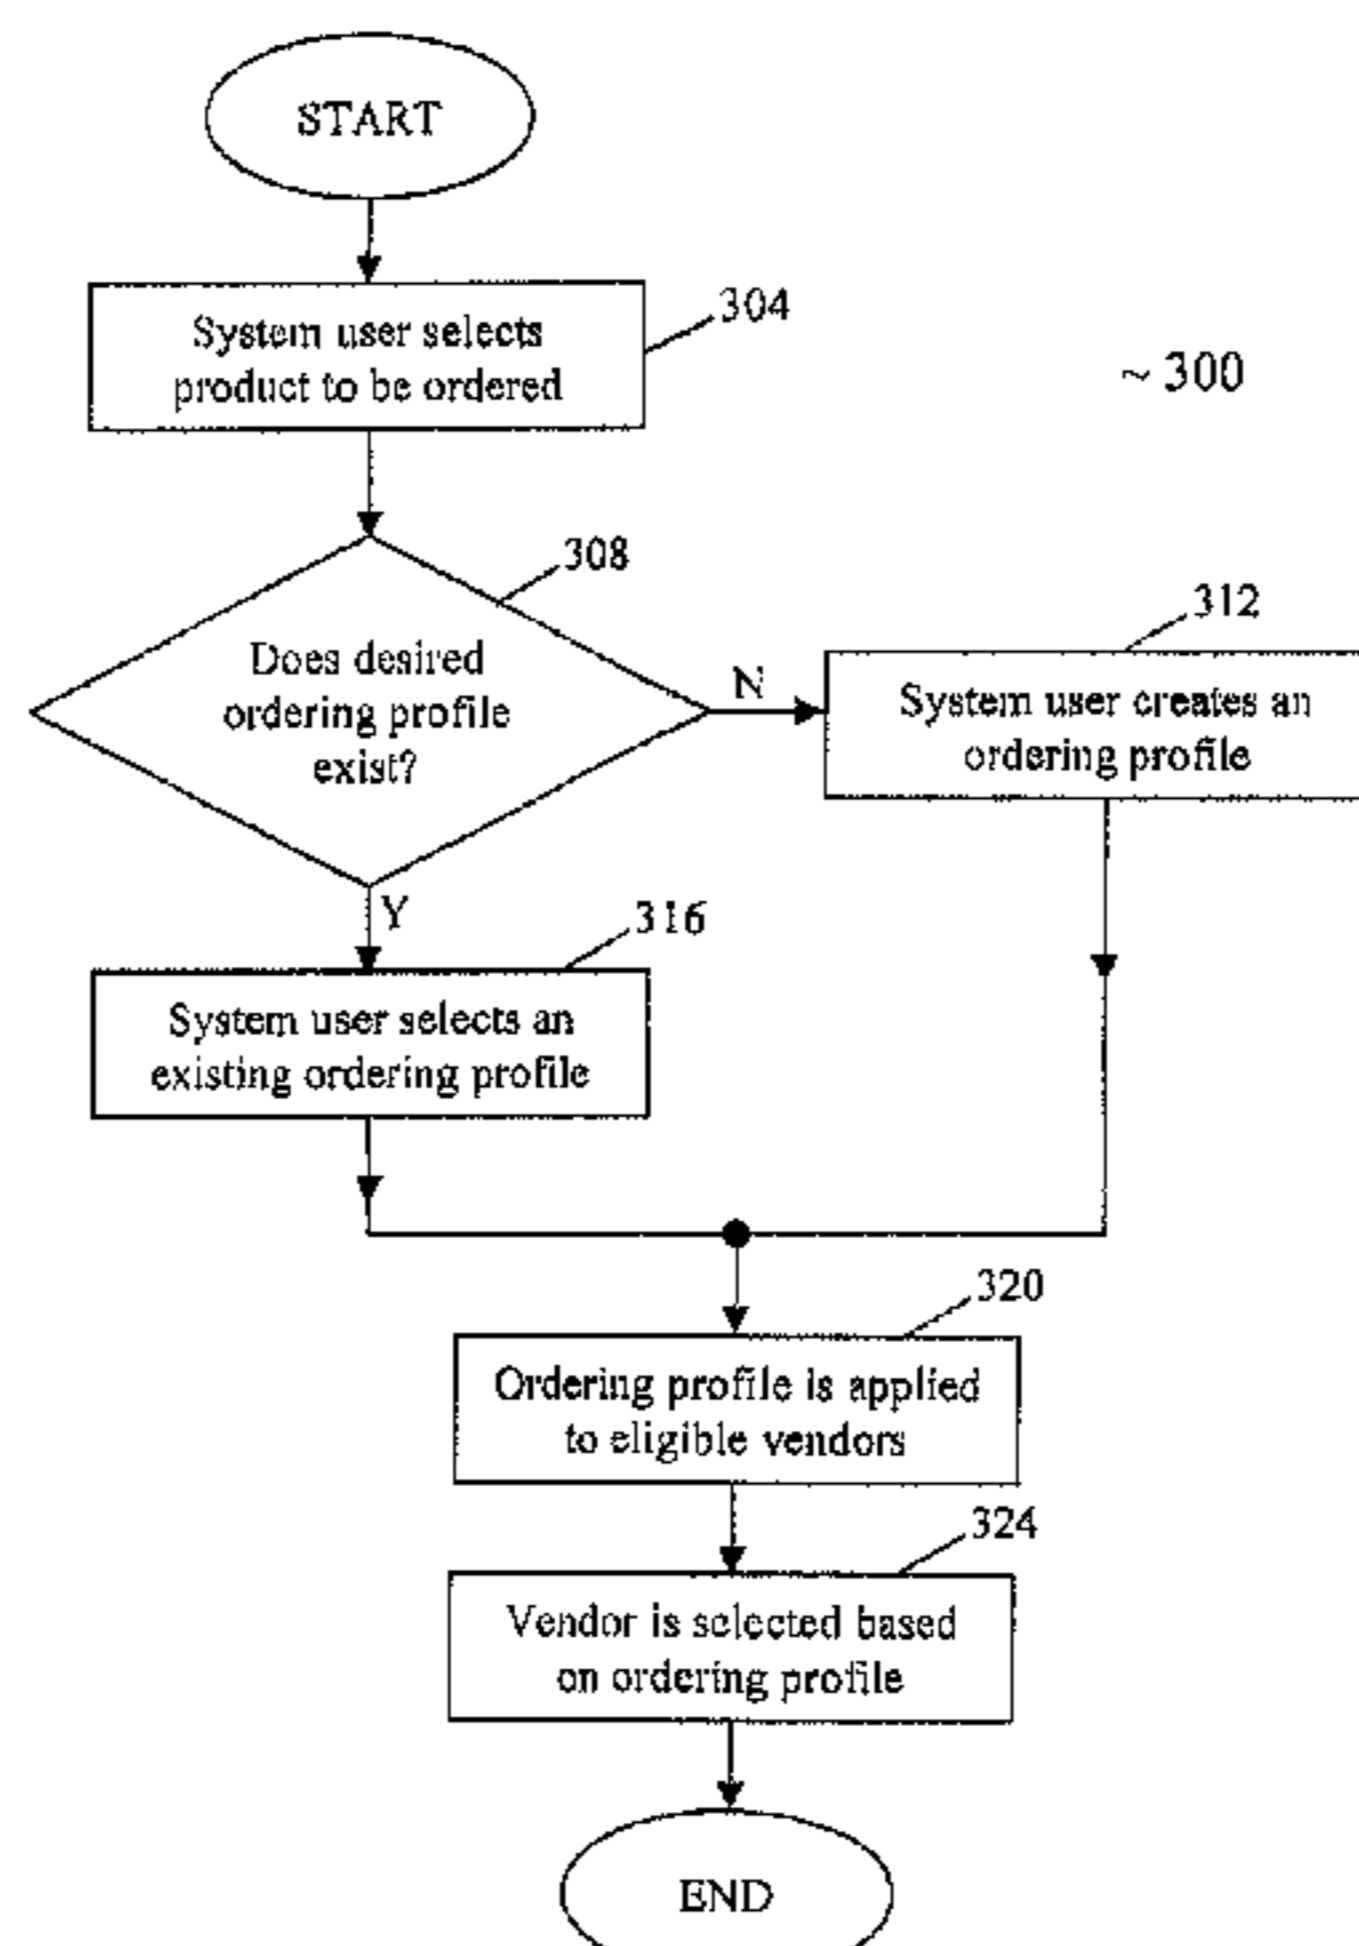 START
304
System user selects
product to be ordered
~ 300
308
Does desired
ordering profile
exist?
N
312
System user creates an
ordering profile
Y
316
System user selects an
existing ordering profile
320
Ordering profile is applied
to eligible vendors
324
Vendor is selected based
on ordering profile
END